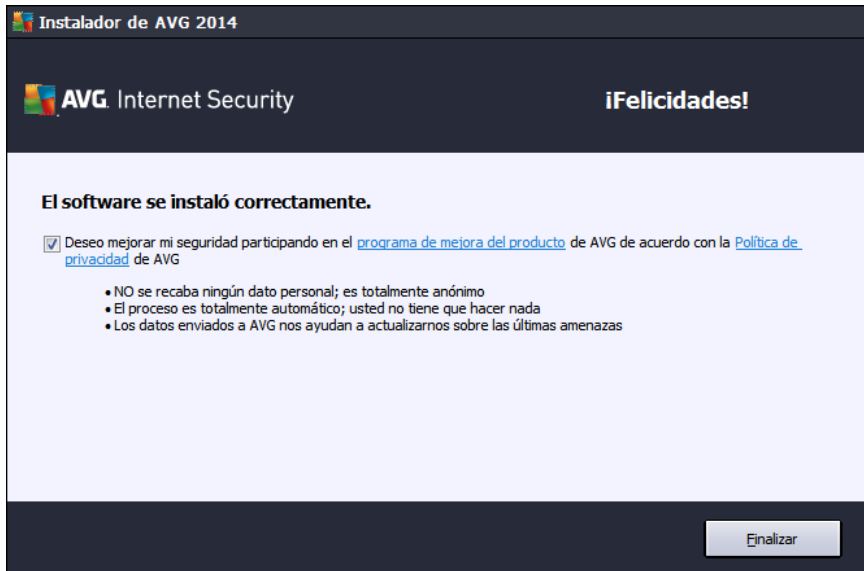 Instalador de AVG 2014
AVG. Internet Security
¡Felicidades!
El software se instaló correctamente.
Deseo mejorar mi seguridad participando en el programa de mejora del producto de AVG de acuerdo con la Política de
privacidad de AVG
• NO se recaba ningún dato personal; es totalmente anónimo
• El proceso es totalmente automático; usted no tiene que hacer nada
• Los datos enviados a AVG nos ayudan a actualizarnos sobre las últimas amenazas
Finalizar